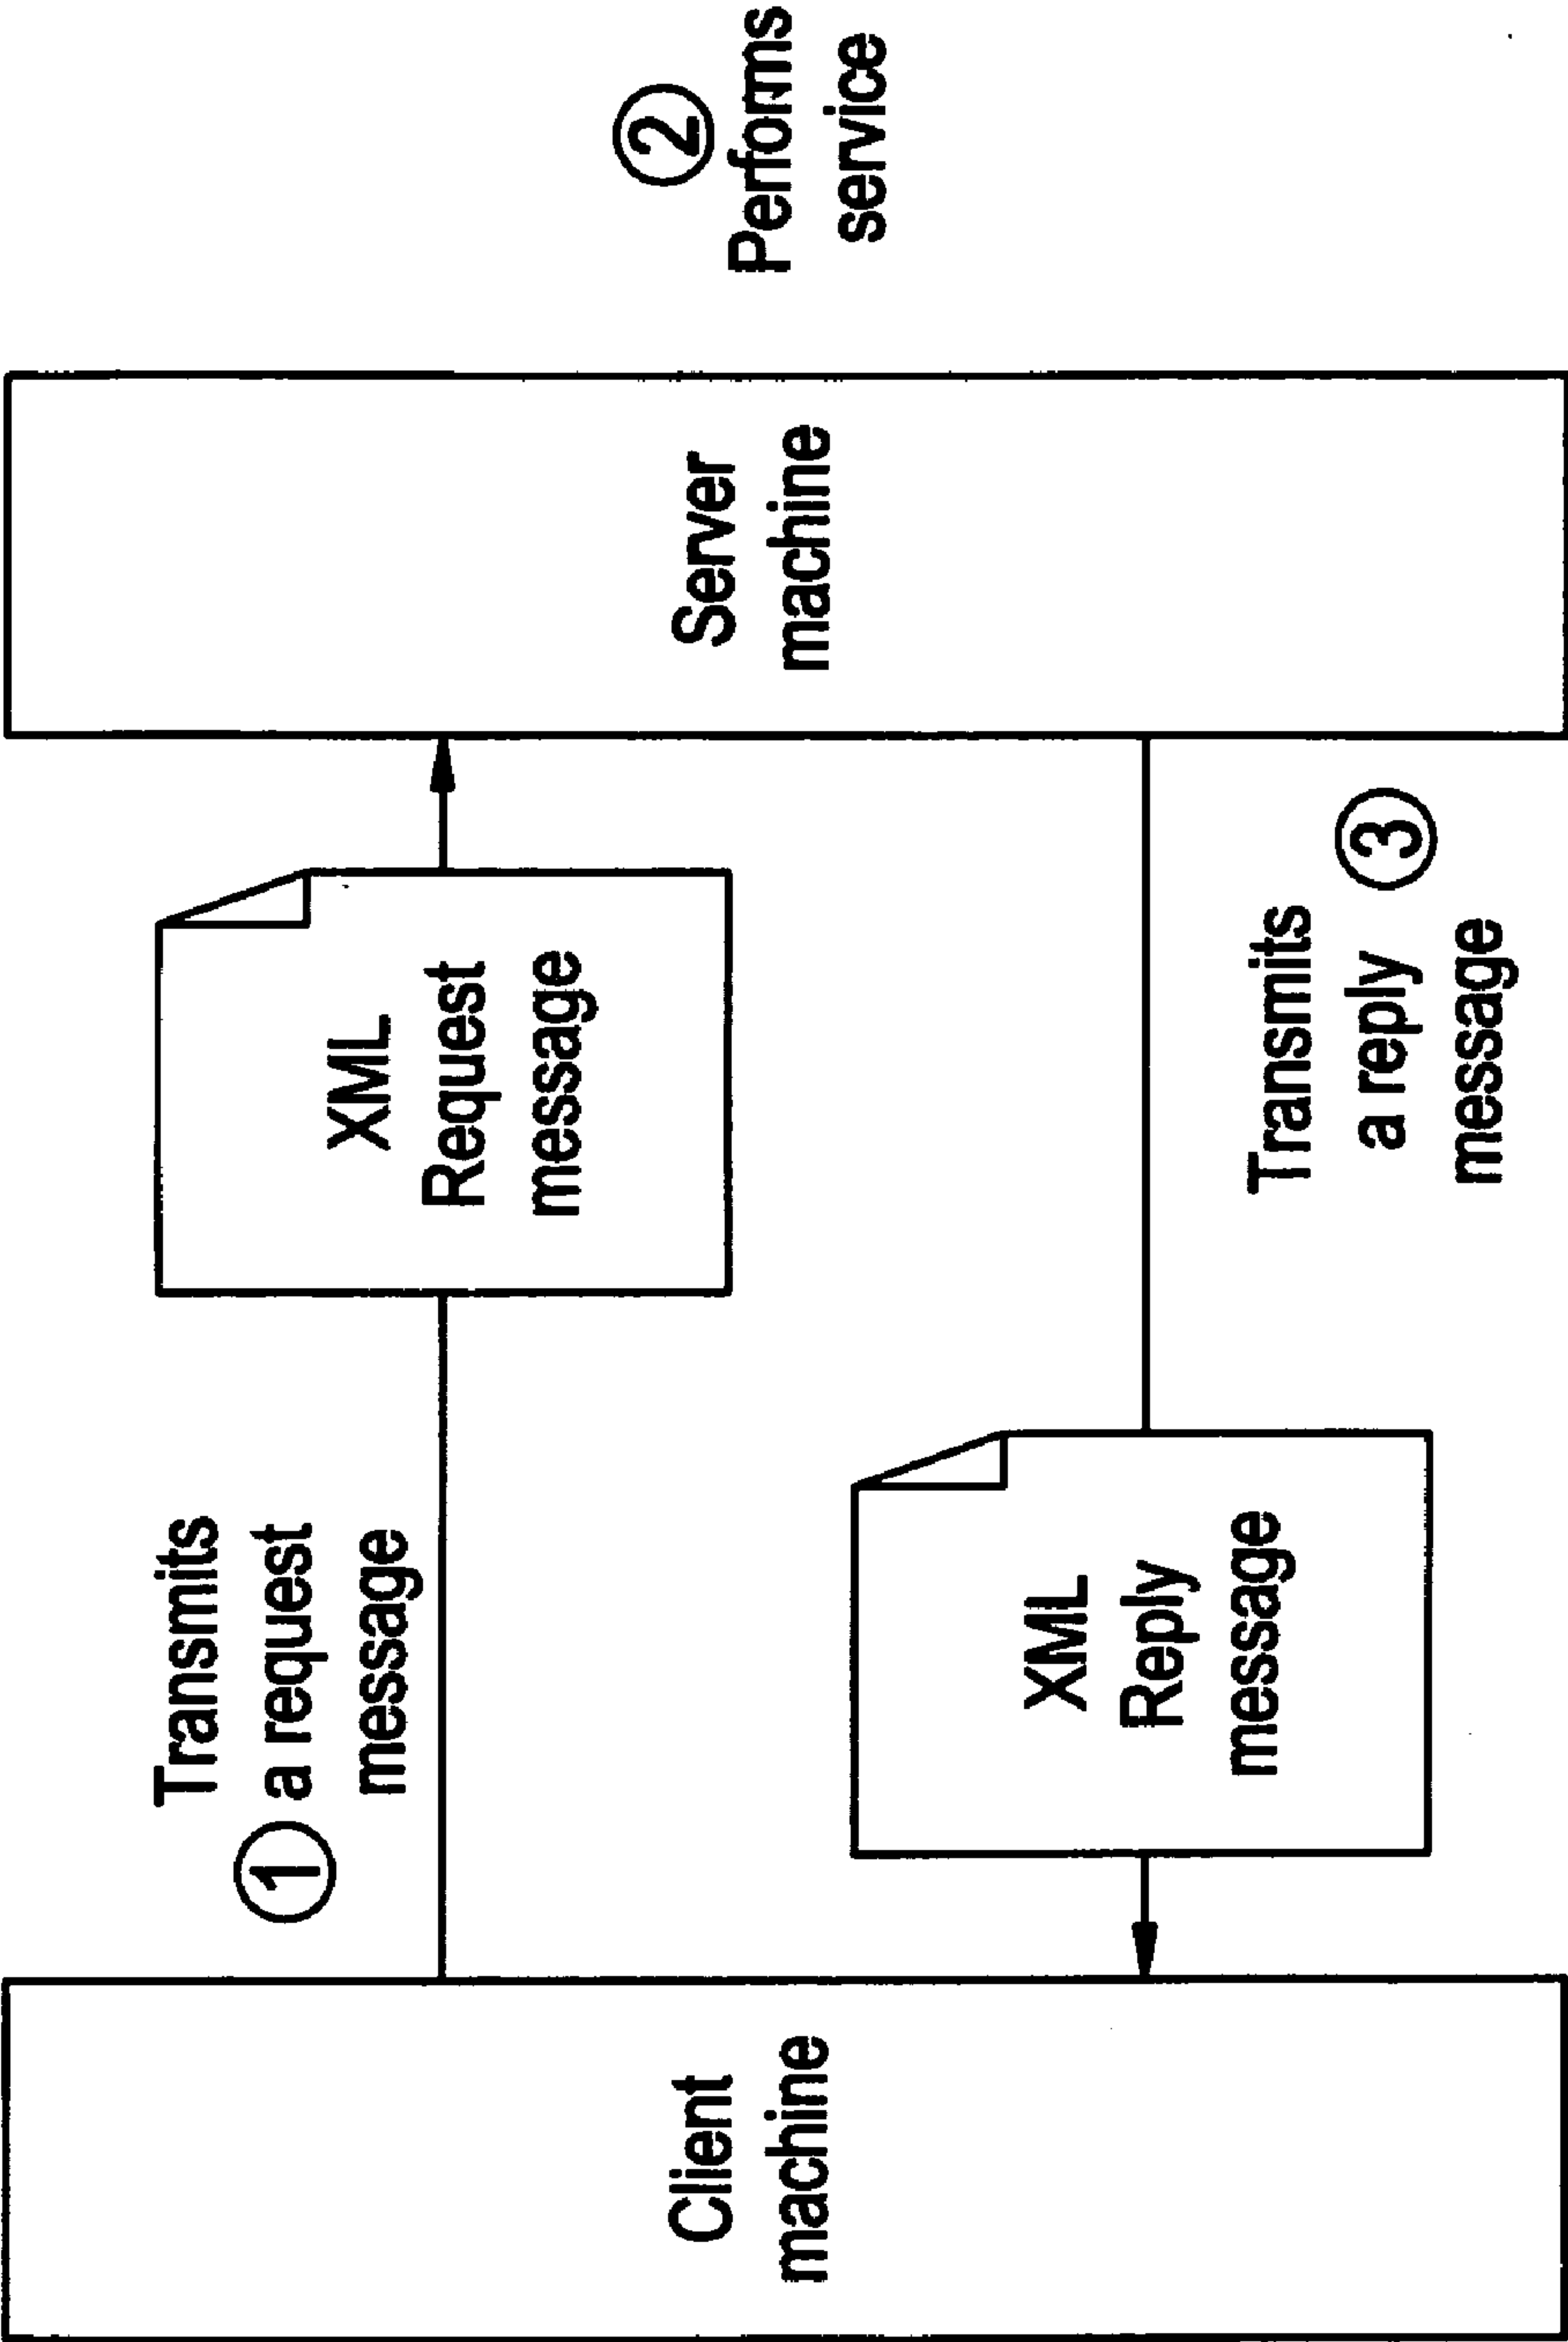 Client
machine
Transmits
① a request
message
XML
Request
message
XML
Reply
message
Transmits
a reply ③
message
Server
machine
②
Performs
service